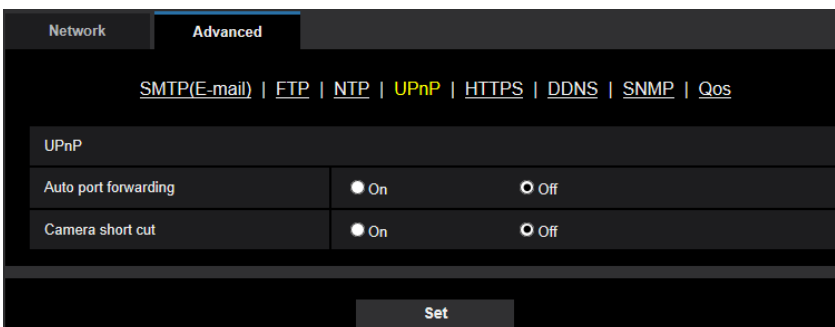 Network Advanced
SMTP(E-mail) | FTP | NTP | UPnP | HTTPS | DDNS | SNMP | Qos
UPnP
Auto port forwarding On Off
Camera short cut On Off
Set